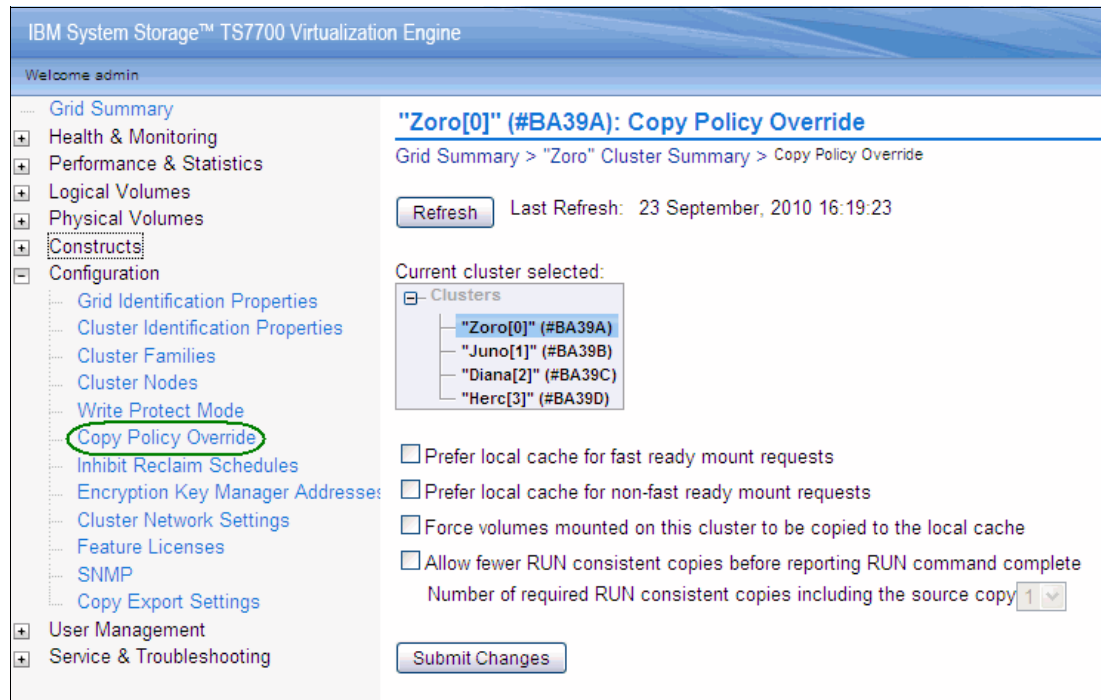 IBM System Storage™ TS7700 Virtualization Engine
Welcome admin
Grid Summary
Health & Monitoring
Performance & Statistics
Logical Volumes
Physical Volumes
Constructs
Configuration
Grid Identification Properties
Cluster Identification Properties
Cluster Families
Cluster Nodes
Write Protect Mode
Copy Policy Override
Inhibit Reclaim Schedules
Encryption Key Manager Addresses
Cluster Network Settings
Feature Licenses
SNMP
Copy Export Settings
User Management
Service & Troubleshooting
"Zoro[0]" (#BA39A): Copy Policy Override
Grid Summary > "Zoro" Cluster Summary > Copy Policy Override
Refresh Last Refresh: 23 September, 2010 16:19:23
Current cluster selected:
Clusters
"Zoro[0]" (#BA39A)
"Juno[1]" (#BA39B)
"Diana[2]" (#BA39C)
"Herc[3]" (#BA39D)
Prefer local cache for fast ready mount requests
Prefer local cache for non-fast ready mount requests
Force volumes mounted on this cluster to be copied to the local cache
Allow fewer RUN consistent copies before reporting RUN command complete
Number of required RUN consistent copies including the source copy 1
Submit Changes